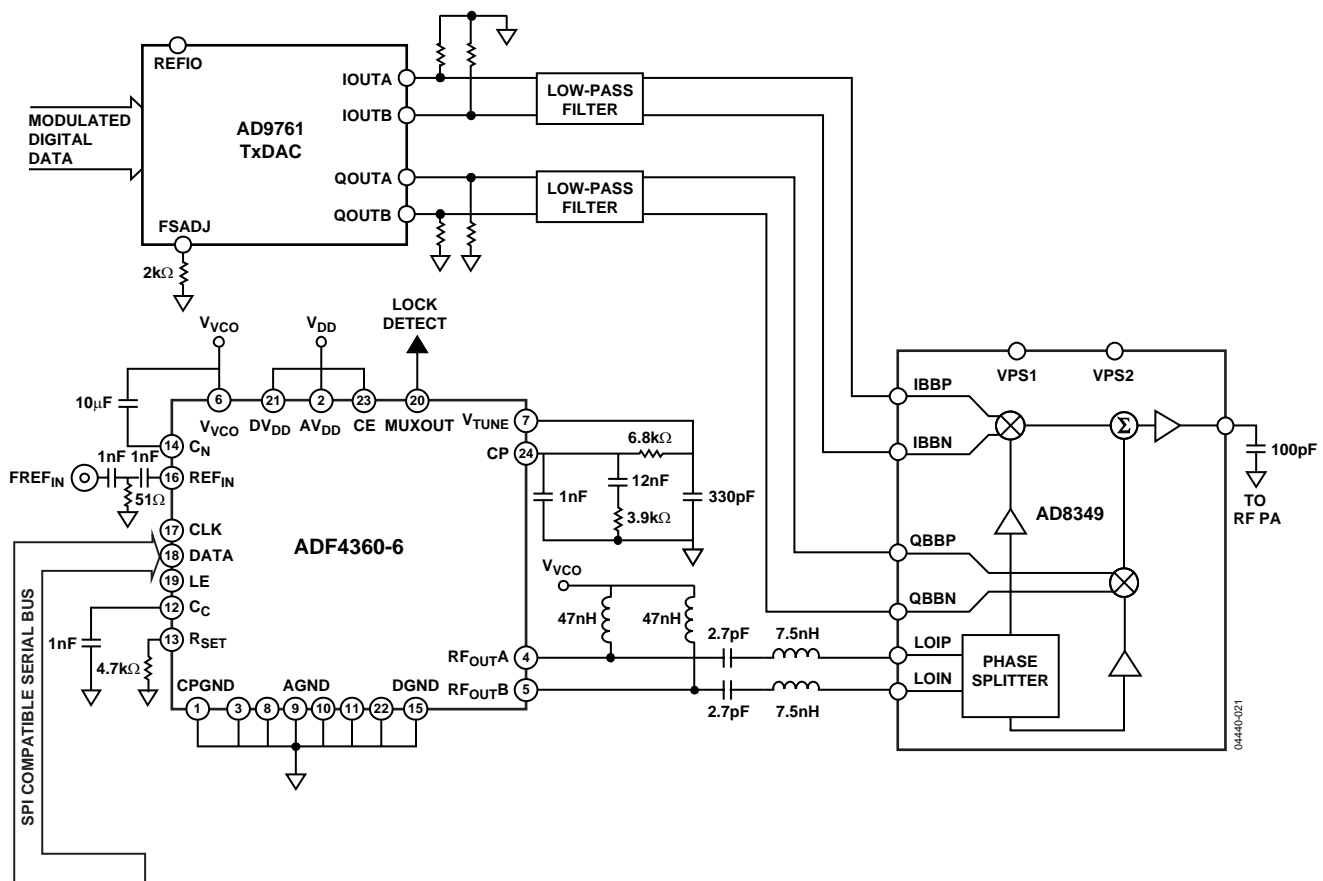 REFIO
MODULATED
DIGITAL
DATA
AD9761
TxDAC
IOUTA
IOUTB
QOUTA
QOUTB
FSADJ
2kΩ
LOW-PASS
FILTER
LOW-PASS
FILTER
LOCK
DETECT
VVCO
VDD
10µF
6
21
2
23
20
VVCO
DVDD
AVDD
CE
MUXOUT
VTUNE
7
CP
24
14
CN
1nF
1nF
FREFIN
16
REFIN
51Ω
17
CLK
18
DATA
19
LE
12
CC
13
RSET
1nF
4.7kΩ
ADF4360-6
6.8kΩ
12nF
1nF
3.9kΩ
330pF
VVCO
47nH
47nH
RFOUTA
4
RFOUTB
5
2.7pF
7.5nH
2.7pF
7.5nH
CPGND
AGND
DGND
1
3
8
9
10
11
22
15
SPI COMPATIBLE SERIAL BUS
VPS1
VPS2
IBBP
IBBN
Σ
AD8349
QBBP
QBBN
LOIP
LOIN
PHASE
SPLITTER
100pF
TO
RF PA
04440-021